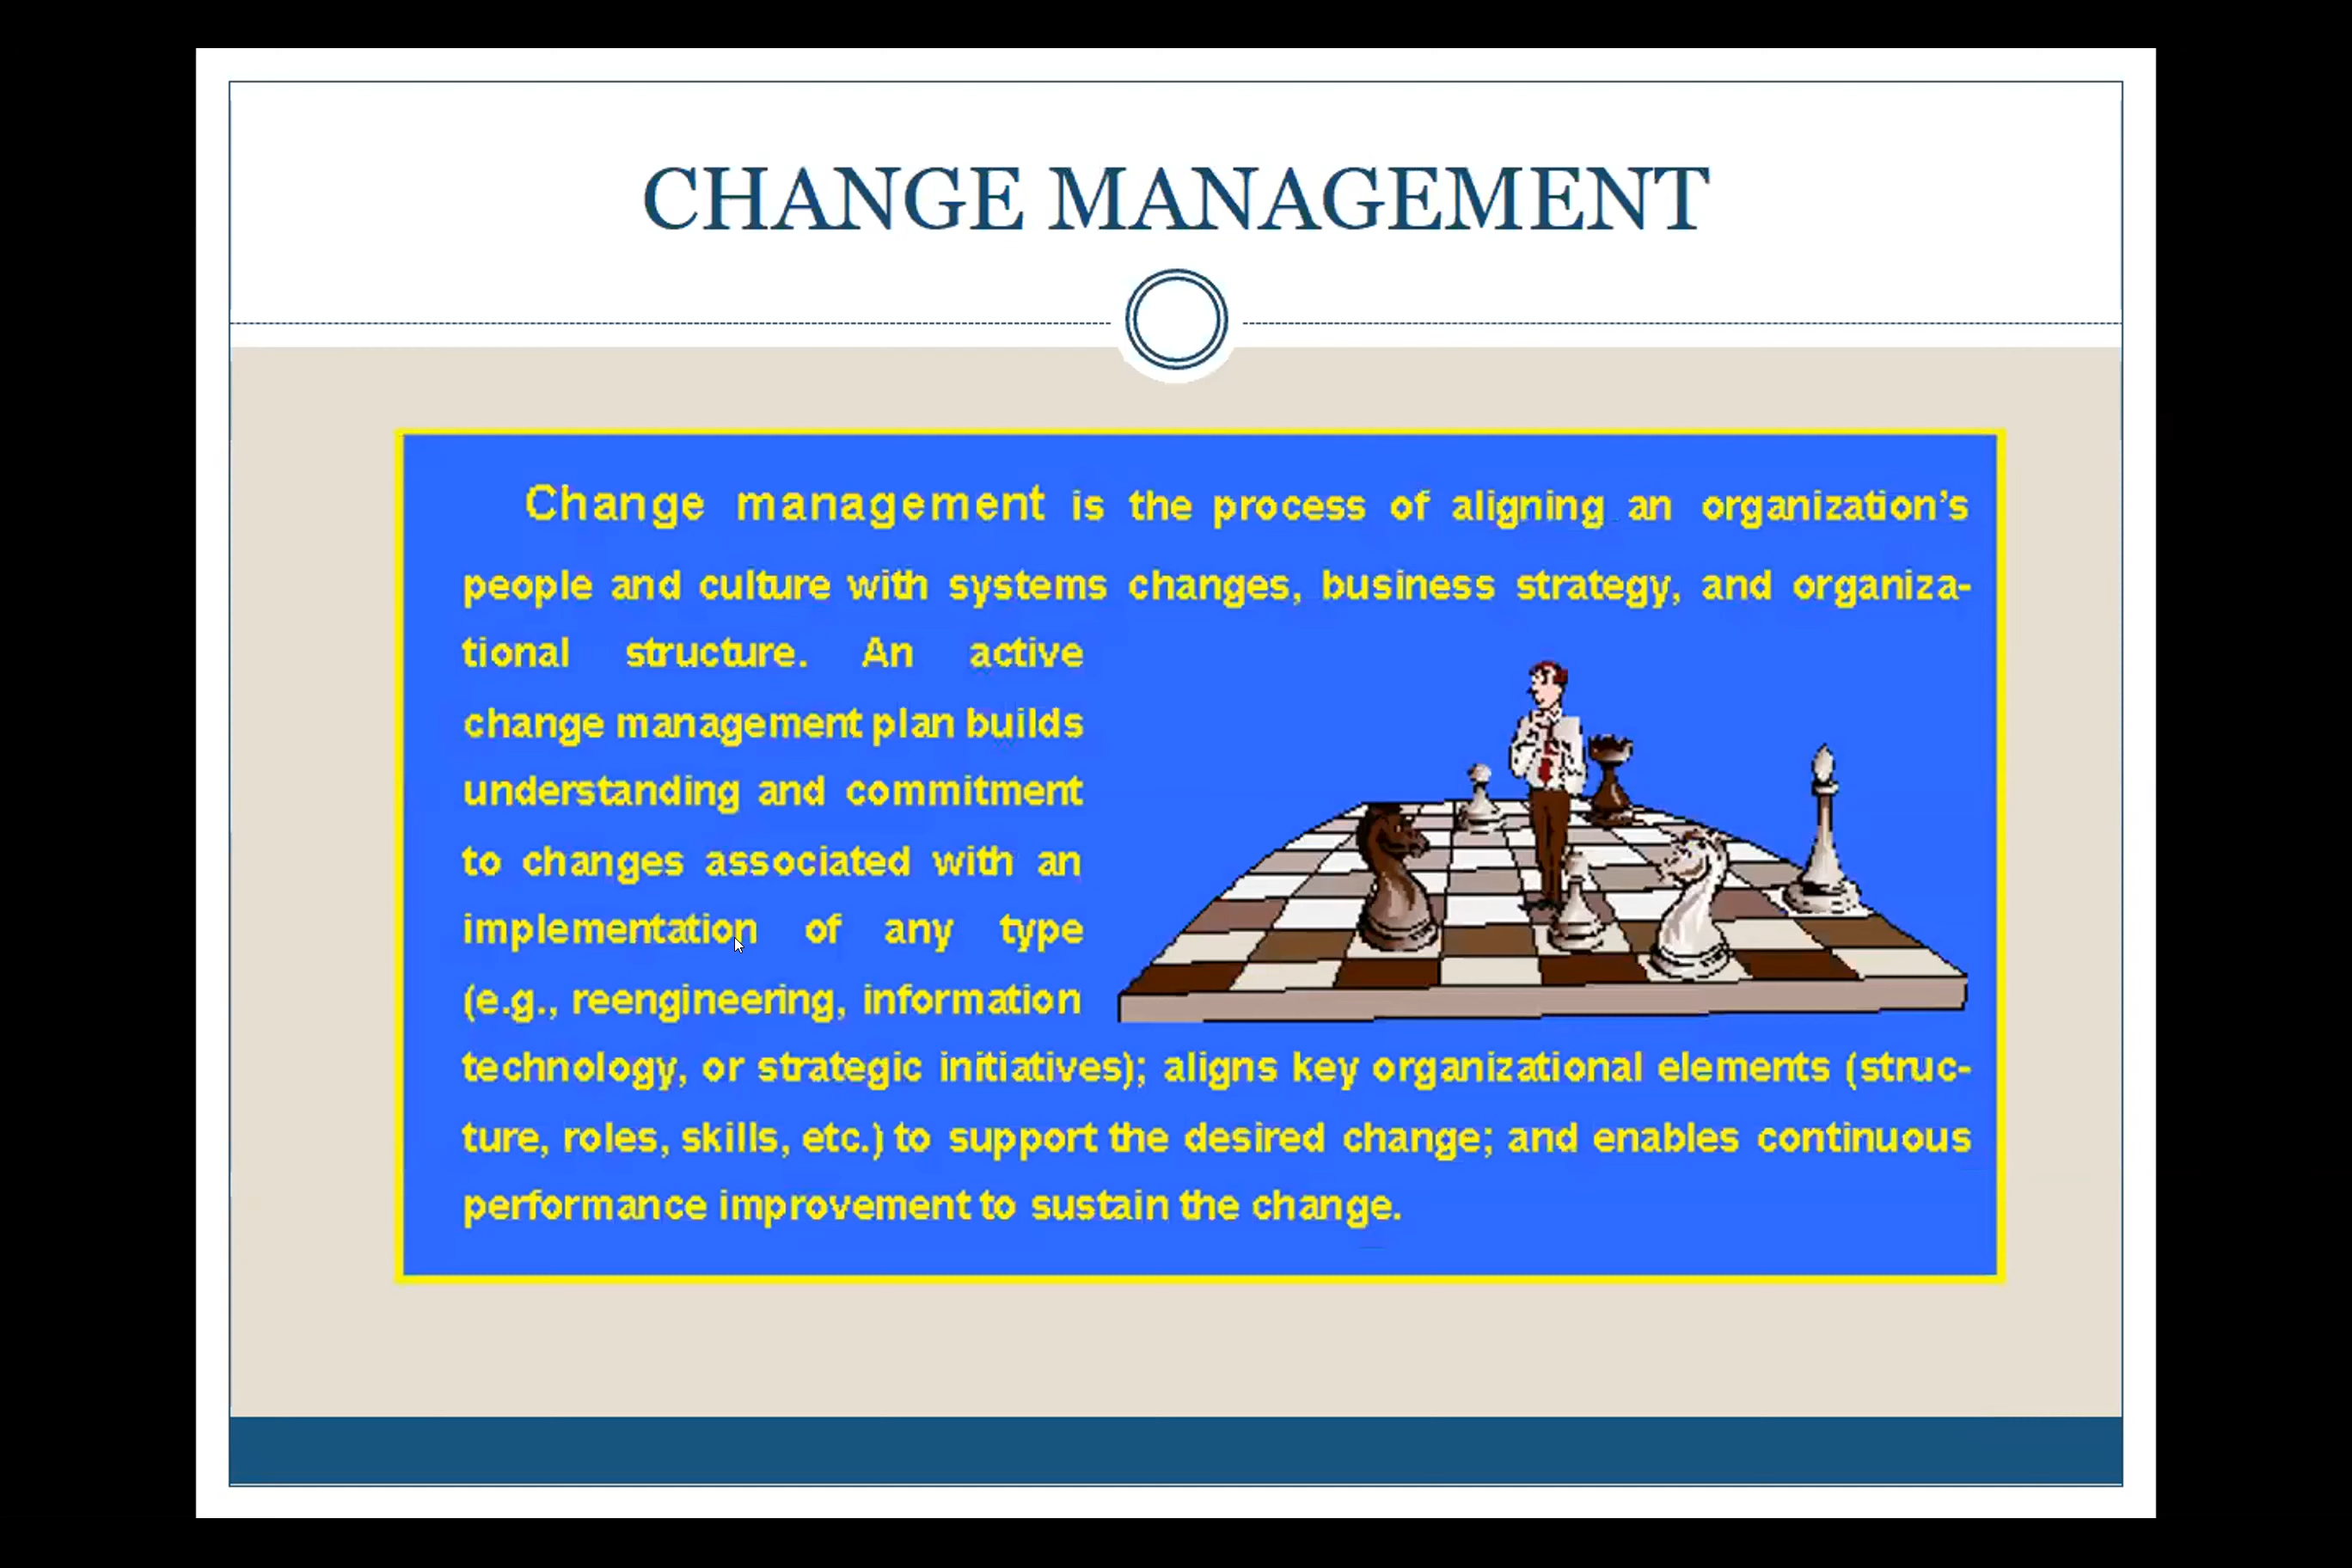 CHANGE MANAGEMENT
Change management is the process of aligning an organization's
people and culture with systems changes, business strategy, and organiza-
tional structure. An active
change management plan builds
understanding and commitment
to changes associated with an
implementation of any type
(e.g., reengineering, information
technology, or strategic initiatives); aligns key organizational elements (struc-
ture, roles, skills, etc.) to support the desired change; and enables continuous
performance improvement to sustain the change.